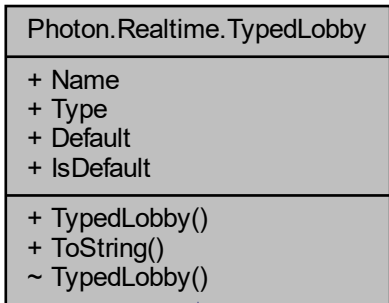 Photon.Realtime.TypedLobby
+ Name
+ Type
+ Default
+ IsDefault
+ TypedLobby()
+ ToString()
~ TypedLobby()